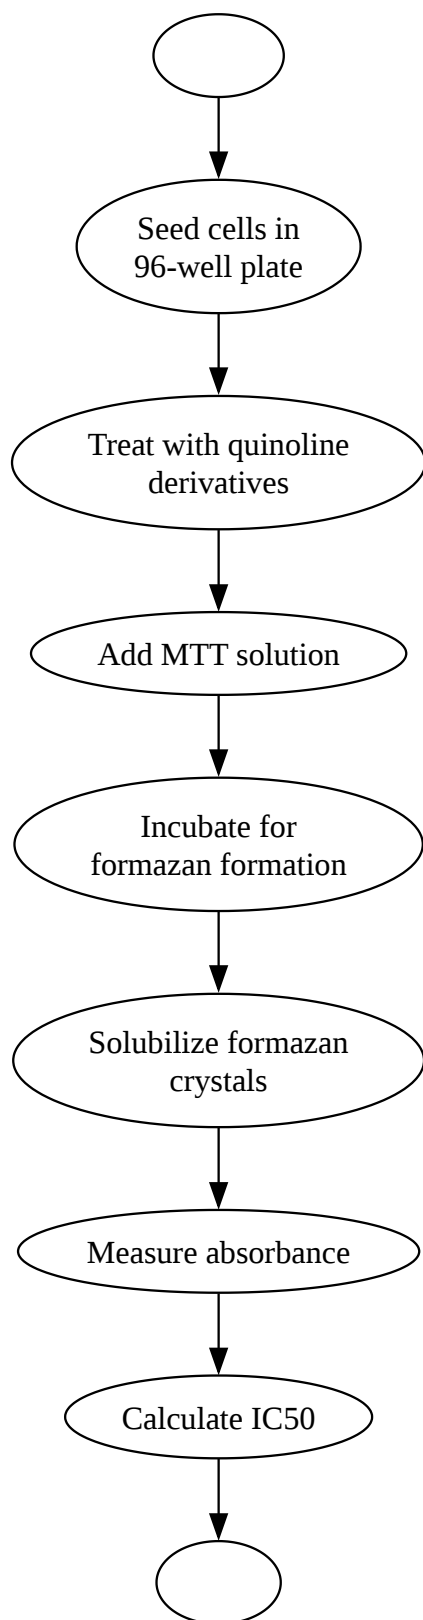 Seed cells in
96-well plate
Treat with quinoline
derivatives
Add MTT solution
Incubate for
formazan formation
Solubilize formazan
crystals
Measure absorbance
Calculate IC50